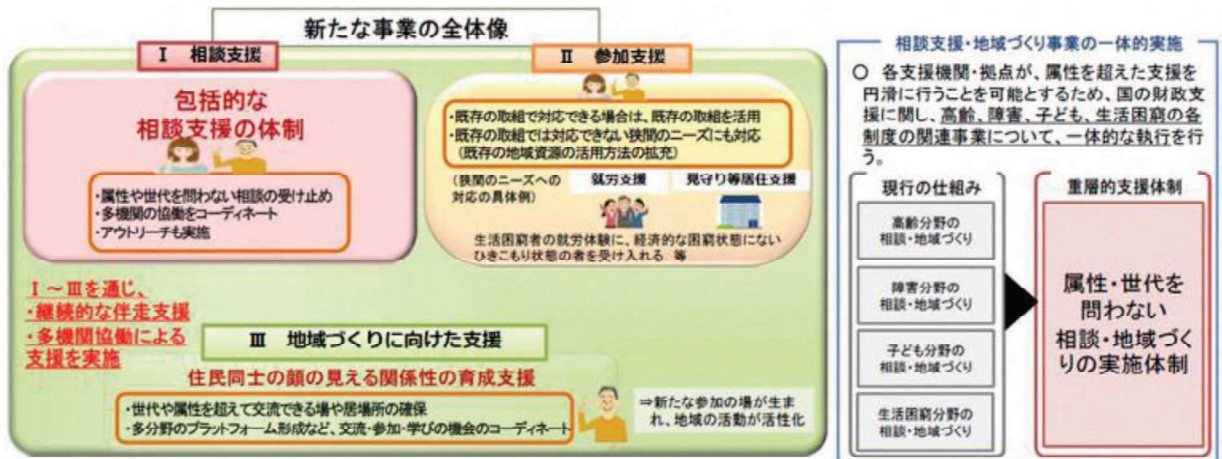 新たな事業の全体像
Ⅰ 相談支援
包括的な
相談支援の体制
・属性や世代を問わない相談の受け止め
・多機関の協働をコーディネート
・アウトリーチも実施
Ⅱ 参加支援
・既存の取組で対応できる場合は、既存の取組を活用
・既存の取組では対応できない狭間のニーズにも対応
(既存の地域資源の活用方法の拡充)
(狭間のニーズへの
対応の具体例)
就労支援
見守り等居住支援
生活困窮者の就労体験に、経済的な困窮状態にない
ひきこもり状態の者を受け入れる 等
Ⅰ～Ⅲを通じ、
・継続的な伴走支援
・多機関協働による
支援を実施
Ⅲ 地域づくりに向けた支援
住民同士の顔の見える関係性の育成支援
・世代や属性を超えて交流できる場や居場所の確保
・多分野のプラットフォーム形成など、交流・参加・学びの機会のコーディネート
⇒新たな参加の場が生ま
れ、地域の活動が活性化
相談支援・地域づくり事業の一体的実施
○ 各支援機関・拠点が、属性を超えた支援を
円滑に行うことを可能とするため、国の財政支
援に関し、高齢、障害、子ども、生活困窮の各
制度の関連事業について、一体的な執行を行
う。
現行の仕組み
高齢分野の
相談・地域づくり
障害分野の
相談・地域づくり
子ども分野の
相談・地域づくり
生活困窮分野の
相談・地域づくり
重層的支援体制
属性・世代を
問わない
相談・地域づく
りの実施体制